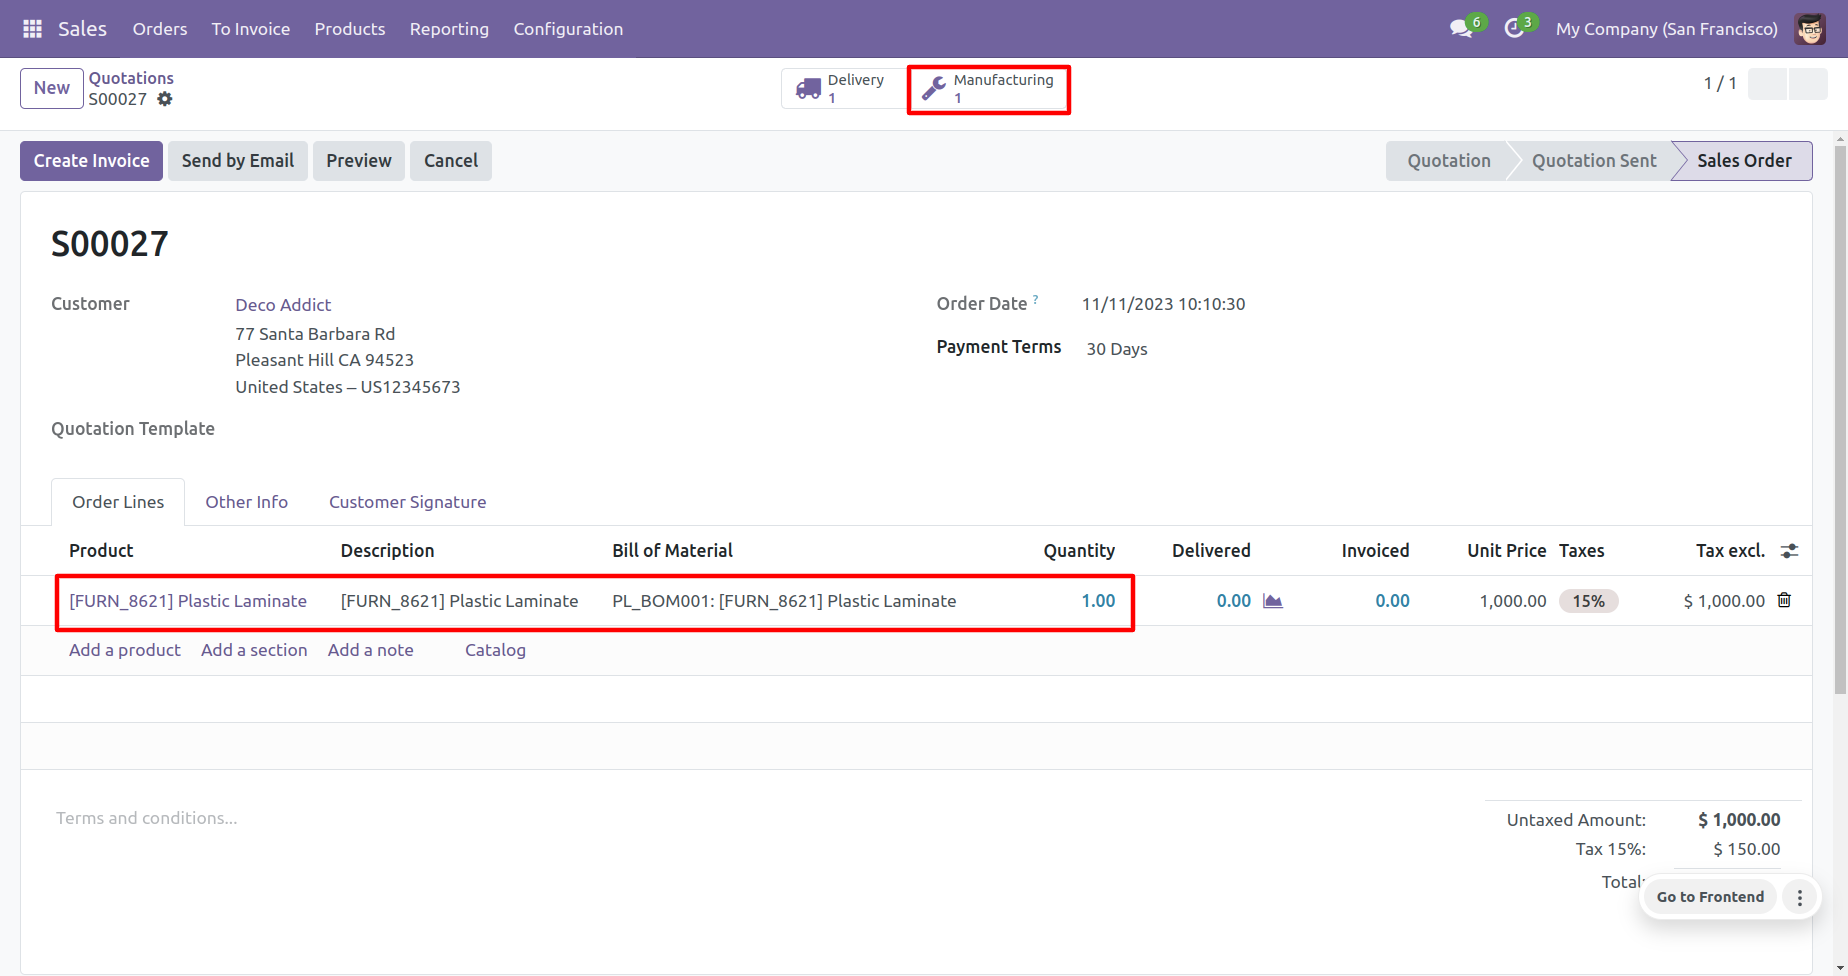 Sales Orders To Invoice Products Reporting Configuration 6 3 My Company (San Francisco)
New Quotations Delivery Manufacturing 1 / 1
S00027 1 1
Create Invoice Send by Email Preview Cancel Quotation Quotation Sent Sales Order
S00027
Customer Deco Addict Order Date ? 11/11/2023 10:10:30
77 Santa Barbara Rd Payment Terms 30 Days
Pleasant Hill CA 94523
United States – US12345673
Quotation Template
Order Lines Other Info Customer Signature
Product Description Bill of Material Quantity Delivered Invoiced Unit Price Taxes Tax excl.
[FURN_8621] Plastic Laminate [FURN_8621] Plastic Laminate PL_BOM001: [FURN_8621] Plastic Laminate 1.00 0.00 0.00 1,000.00 15% $ 1,000.00
Add a product Add a section Add a note Catalog
Terms and conditions... Untaxed Amount: $ 1,000.00
Tax 15%: $ 150.00
Total:
Go to Frontend